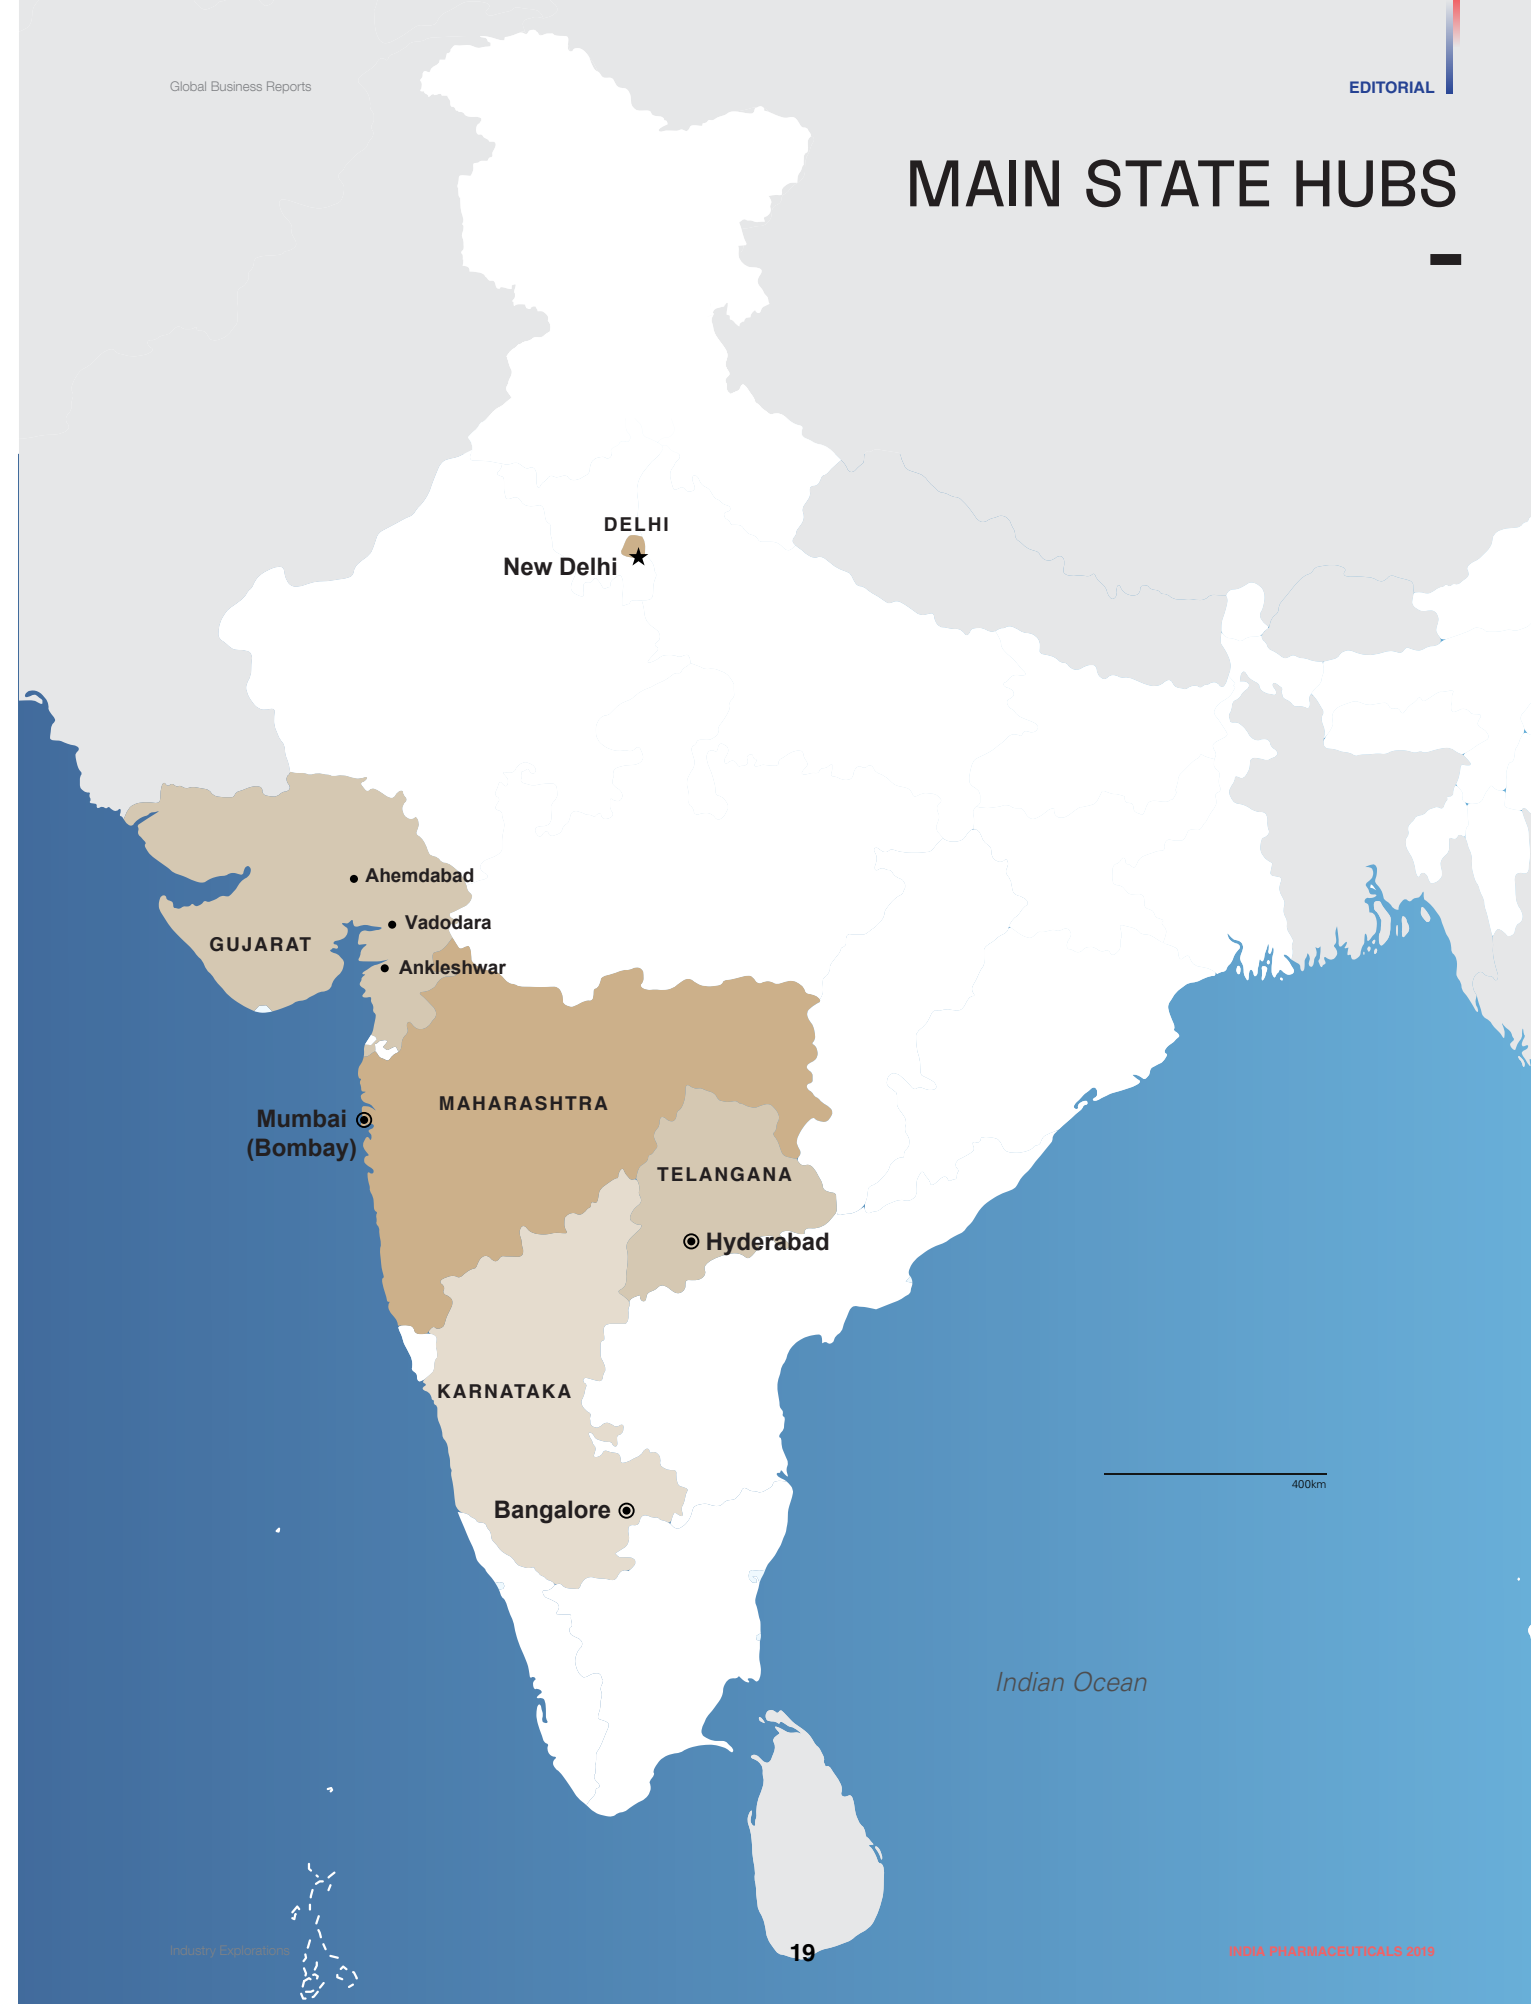 Global Business Reports
EDITORIAL
MAIN STATE HUBS
DELHI
New Delhi
Ahemdabad
Vadodara
GUJARAT
Ankleshwar
MAHARASHTRA
Mumbai
(Bombay)
TELANGANA
Hyderabad
KARNATAKA
400km
Bangalore
Indian Ocean
Industry Explorations
19
INDIA PHARMACEUTICALS 2019